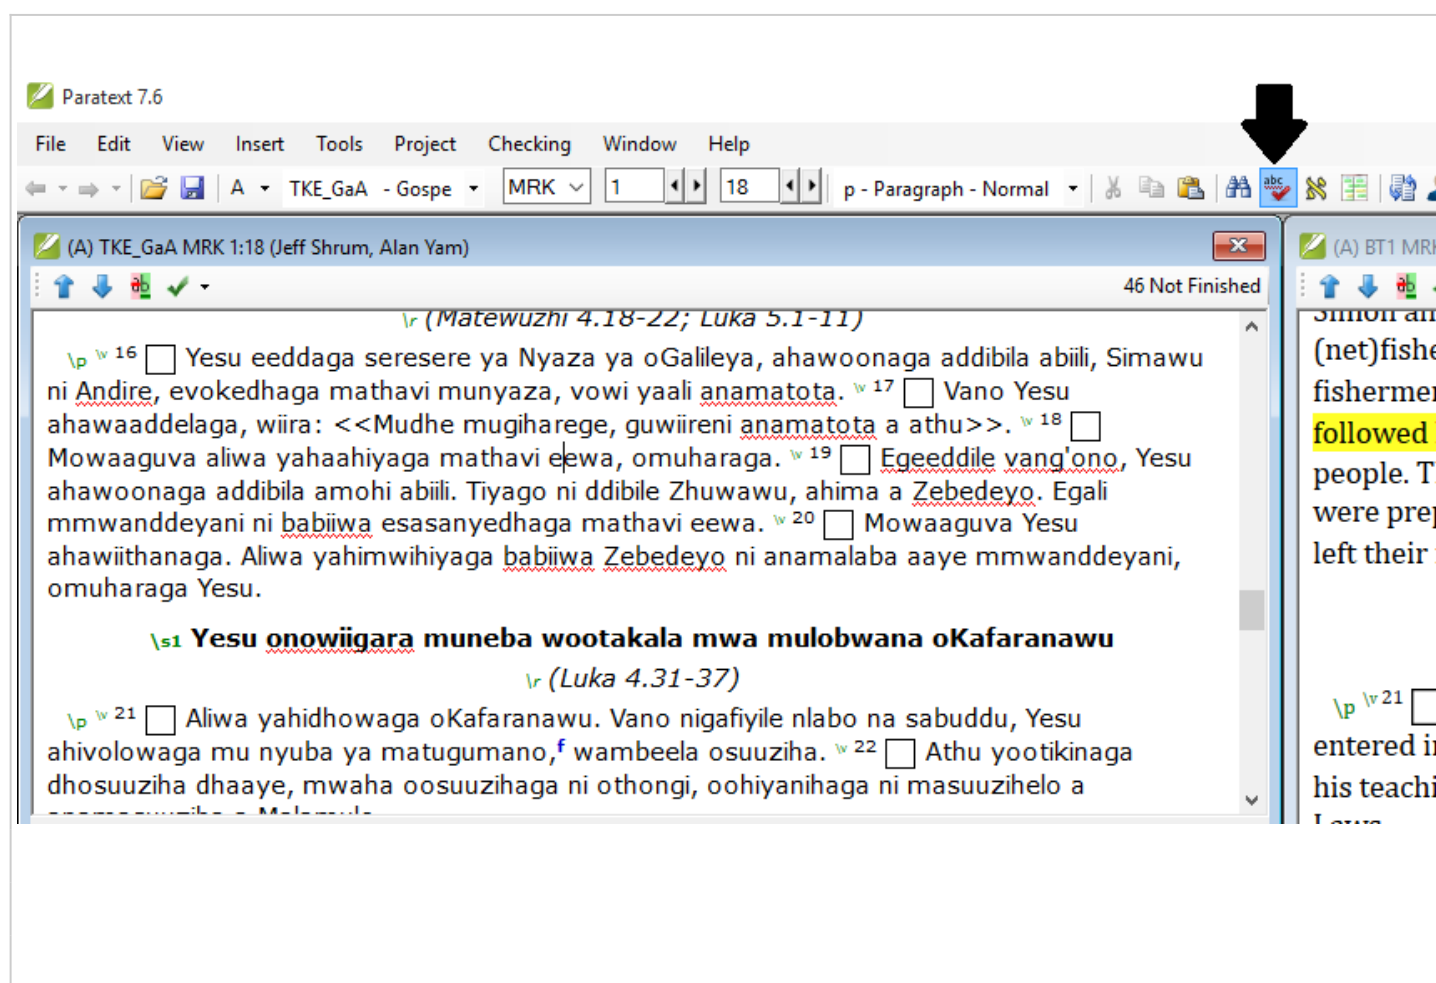 Paratext 7.6
File Edit View Insert Tools Project Checking Window Help
A TKE_GaA - Gospe MRK 1 18 p - Paragraph - Normal abc
(A) TKE_GaA MRK 1:18 (Jeff Shrum, Alan Yam)
46 Not Finished
\r (Matewuzhi 4.18-22; Luka 5.1-11)
\p \v 16 Yesu eeddaga seresere ya Nyaza ya oGalileya, ahawoonaga addibila abiili, Simawu
ni Andire, evokedhaga mathavi munyaza, vowi yaali anamatota. \v 17 Vano Yesu
ahawaaddelaga, wiira: <<Mudhe mugiharege, guwiireni anamatota a athu>>. \v 18
Mowaaguva aliwa yahaahiyaga mathavi eewa, omuharaga. \v 19 Egeeddile vang'ono, Yesu
ahawoonaga addibila amohi abiili. Tiyago ni ddibile Zhuwawu, ahima a Zebedeyo. Egali
mmwanddeyani ni babiiwa esasanyedhaga mathavi eewa. \v 20 Mowaaguva Yesu
ahawiithanaga. Aliwa yahimwihiyaga babiiwa Zebedeyo ni anamalaba aaye mmwanddeyani,
omuharaga Yesu.
\s1 Yesu onowiigara muneba wootakala mwa mulobwana oKafaranawu
\r (Luka 4.31-37)
\p \v 21 Aliwa yahidhowaga oKafaranawu. Vano nigafiyile nlabo na sabuddu, Yesu
ahivolowaga mu nyuba ya matugumano,f wambeela osuuziha. \v 22 Athu yootikinaga
dhosuuziha dhaaye, mwaha oosuuzihaga ni othongi, oohiyanihaga ni masuuzihelo a
(A) BT1 MRK
(net)fishe
fishermen
followed
people. T
were prep
left their
\p \v 21
entered in
his teachi